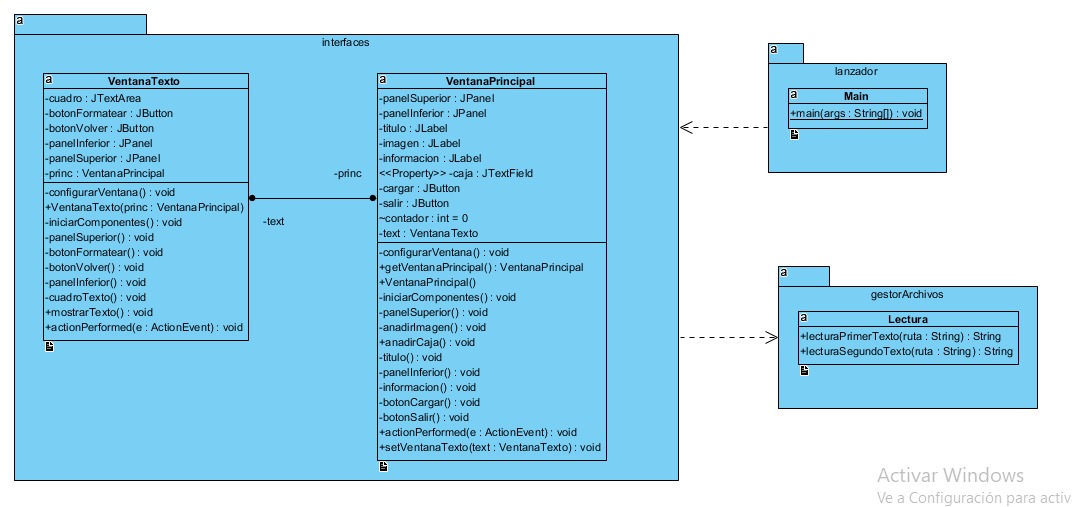 a
interfaces
a
VentanaTexto
-cuadro : JTextArea
-botonFormatear : JButton
-botonVolver : JButton
-panelInferior : JPanel
-panelSuperior : JPanel
-princ : VentanaPrincipal
-configurarVentana() : void
+VentanaTexto(princ : VentanaPrincipal)
-iniciarComponentes() : void
-panelSuperior() : void
-botonFormatear() : void
-botonVolver() : void
-panelInferior() : void
-cuadroTexto() : void
+mostrarTexto() : void
+actionPerformed(e : ActionEvent) : void
-princ
-text
a
VentanaPrincipal
-panelSuperior : JPanel
-panelInferior : JPanel
-titulo : JLabel
-imagen : JLabel
-informacion : JLabel
<<Property>> -caja : JTextField
-cargar : JButton
-salir : JButton
~contador : int = 0
-text : VentanaTexto
-configurarVentana() : void
+getVentanaPrincipal() : VentanaPrincipal
+VentanaPrincipal()
-iniciarComponentes() : void
-panelSuperior() : void
-anadirImagen() : void
+anadirCaja() : void
-titulo() : void
-panelInferior() : void
-informacion() : void
-botonCargar() : void
-botonSalir() : void
+actionPerformed(e : ActionEvent) : void
+setVentanaTexto(text : VentanaTexto) : void
a
lanzador
a
Main
+main(args : String[]) : void
a
gestorArchivos
a
Lectura
+lecturaPrimerTexto(ruta : String) : String
+lecturaSegundoTexto(ruta : String) : String
Activar Windows
Ve a Configuración para activ